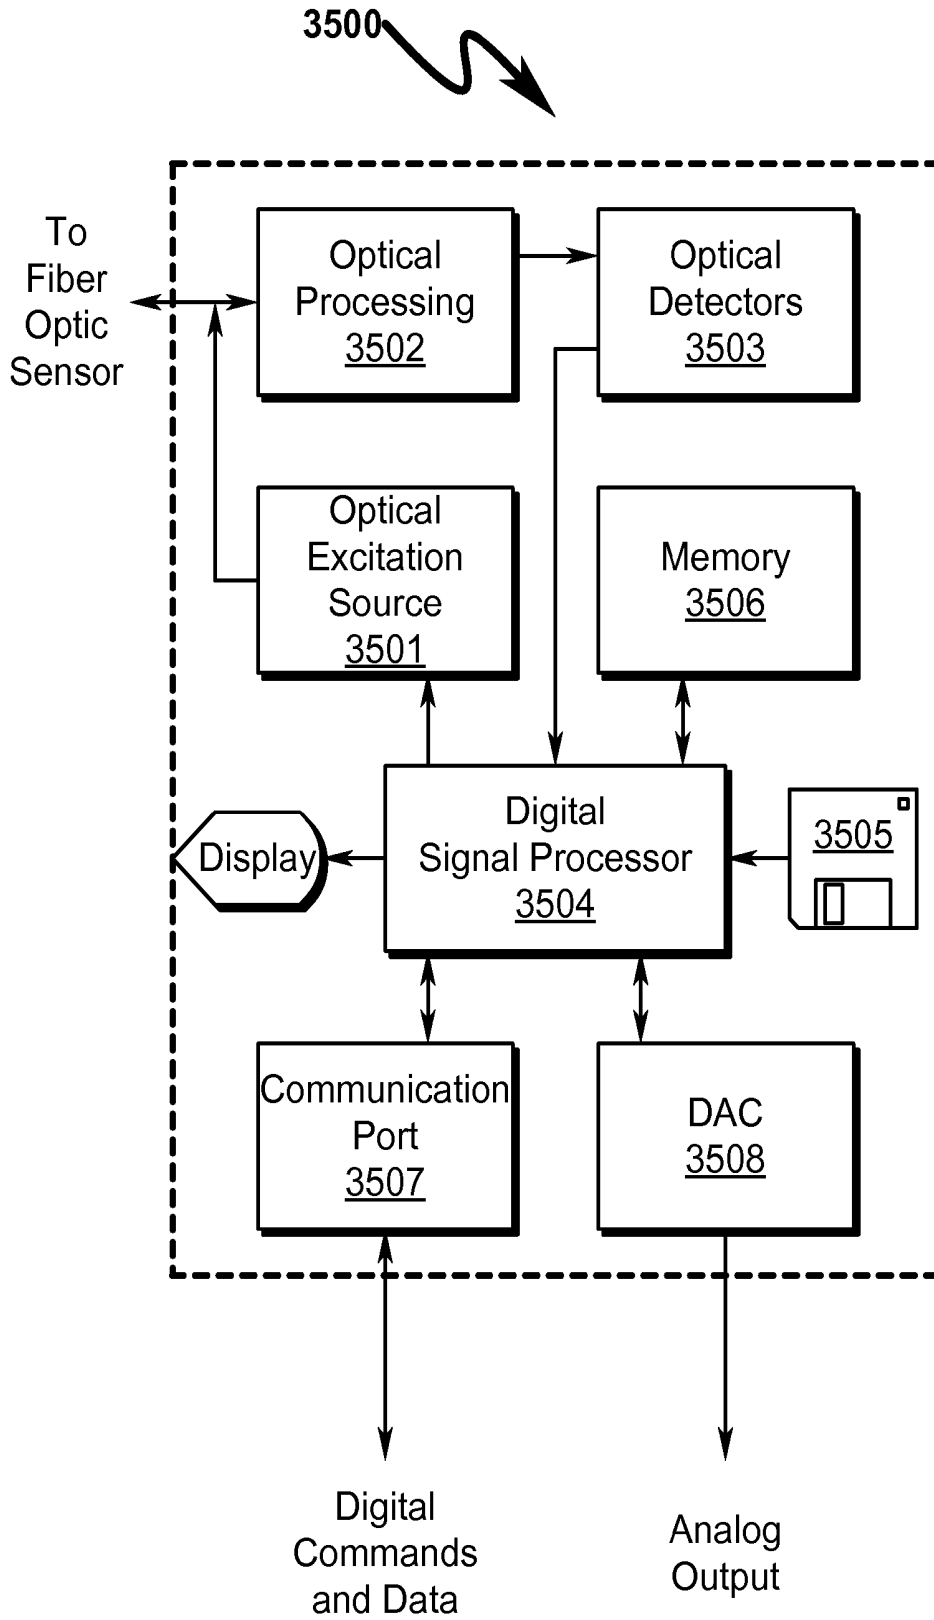 3500
To
Fiber
Optic
Sensor
Optical
Processing
3502
Optical
Detectors
3503
Optical
Excitation
Source
3501
Memory
3506
Display
Digital
Signal Processor
3504
3505
Communication
Port
3507
DAC
3508
Digital
Commands
and Data
Analog
Output